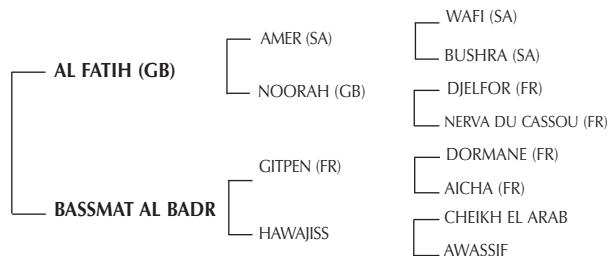 WAFI (SA)
AMER (SA)
BUSHRA (SA)
AL FATIH (GB)
NOORAH (GB)
DJELFOR (FR)
NERVA DU CASSOU (FR)
DORMANE (FR)
GITPEN (FR)
AICHA (FR)
BASSMAT AL BADR
CHEIKH EL ARAB
HAWAJISS
AWASSIF